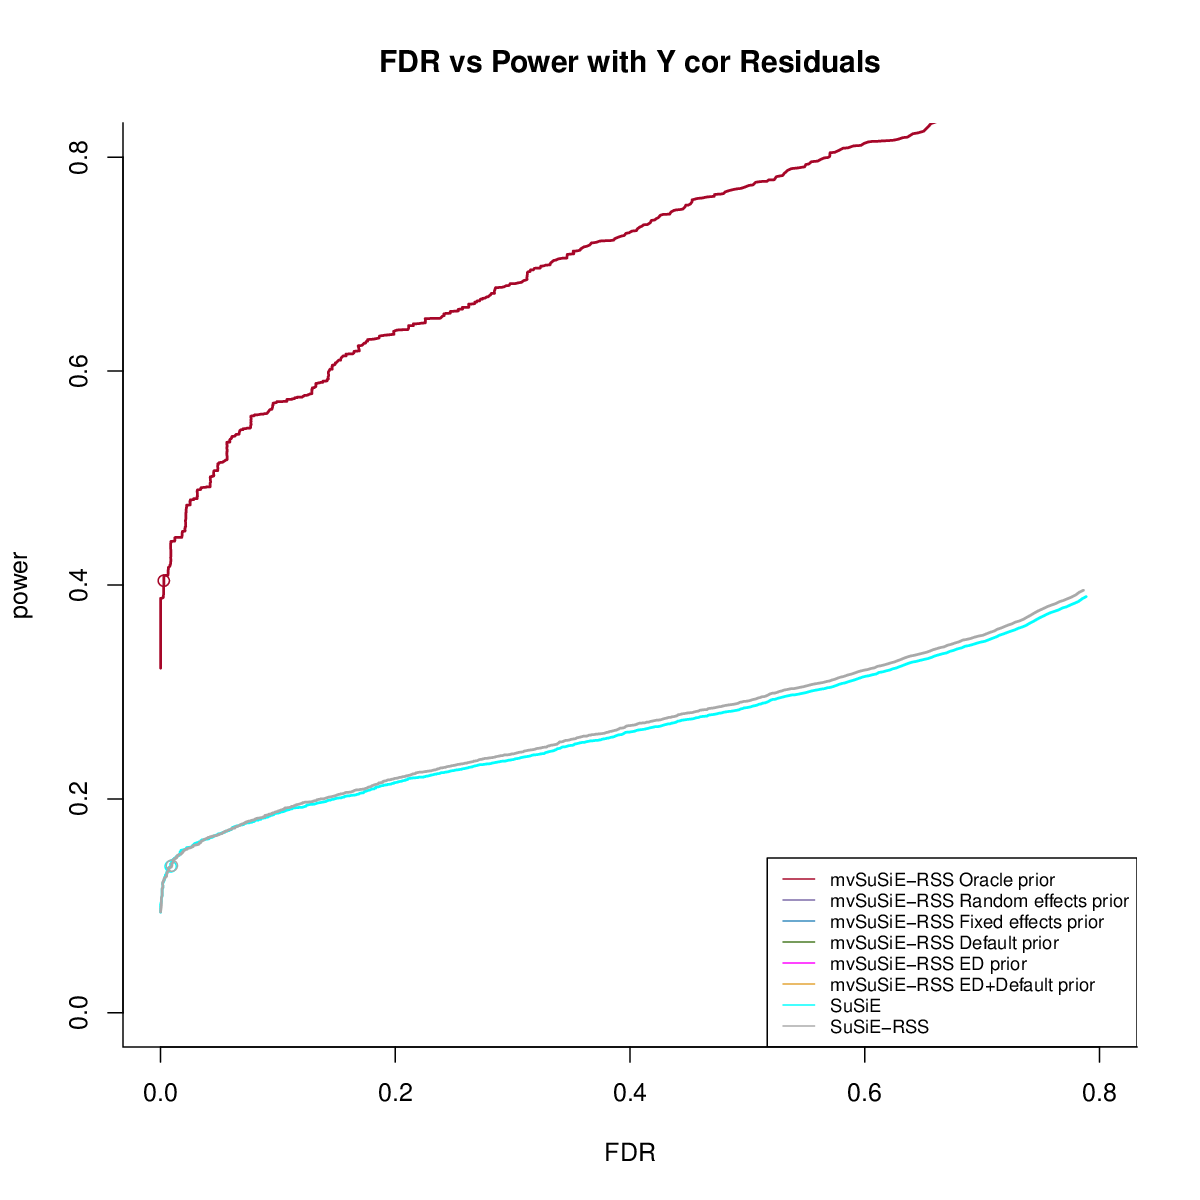 FDR vs Power with Y cor Residuals
0.8
0.6
0.4
0.2
0.0
power
mvSuSiE−RSS Oracle prior
mvSuSiE−RSS Random effects prior
mvSuSiE−RSS Fixed effects prior
mvSuSiE−RSS Default prior
mvSuSiE−RSS ED prior
mvSuSiE−RSS ED+Default prior
SuSiE
SuSiE−RSS
0.0 0.2 0.4 0.6 0.8
FDR